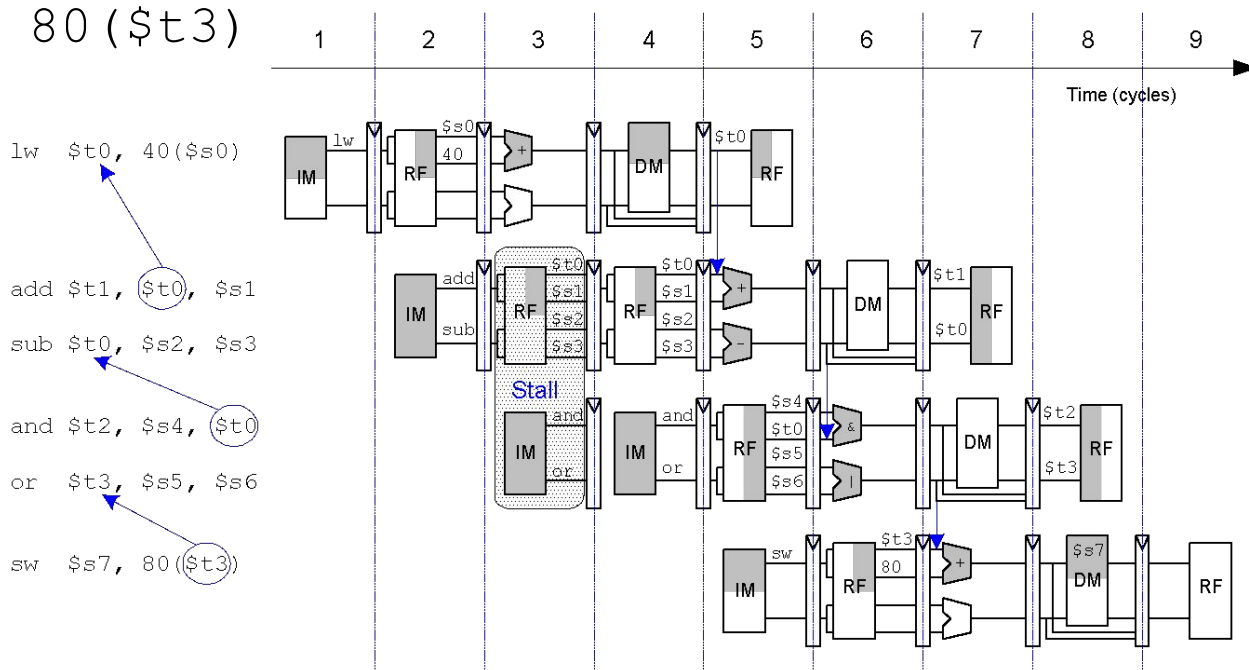 80($t3)
1 2 3 4 5 6 7 8 9
Time (cycles)
lw $t0, 40($s0)
IM lw RF $s0 40 + DM $t0 RF
add $t1, $t0, $s1
sub $t0, $s2, $s3
IM add sub RF $t0 $s1 $s2 $s3 RF $t0 $s1 $s2 $s3 + - DM $t1 $t0 RF
Stall
and $t2, $s4, $t0
or $t3, $s5, $s6
IM and or IM and or RF $s4 $t0 $s5 $s6 & | DM $t2 $t3 RF
sw $s7, 80($t3)
IM sw RF $t3 80 + $s7 DM RF